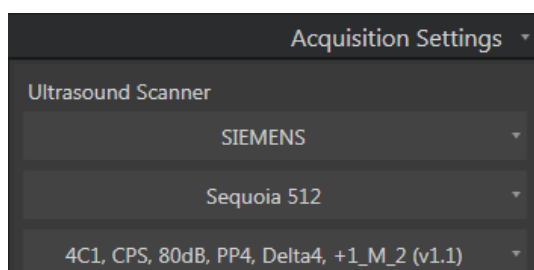 Acquisition Settings
Ultrasound Scanner
SIEMENS
Sequoia 512
4C1, CPS, 80dB, PP4, Delta4, +1_M_2 (v1.1)